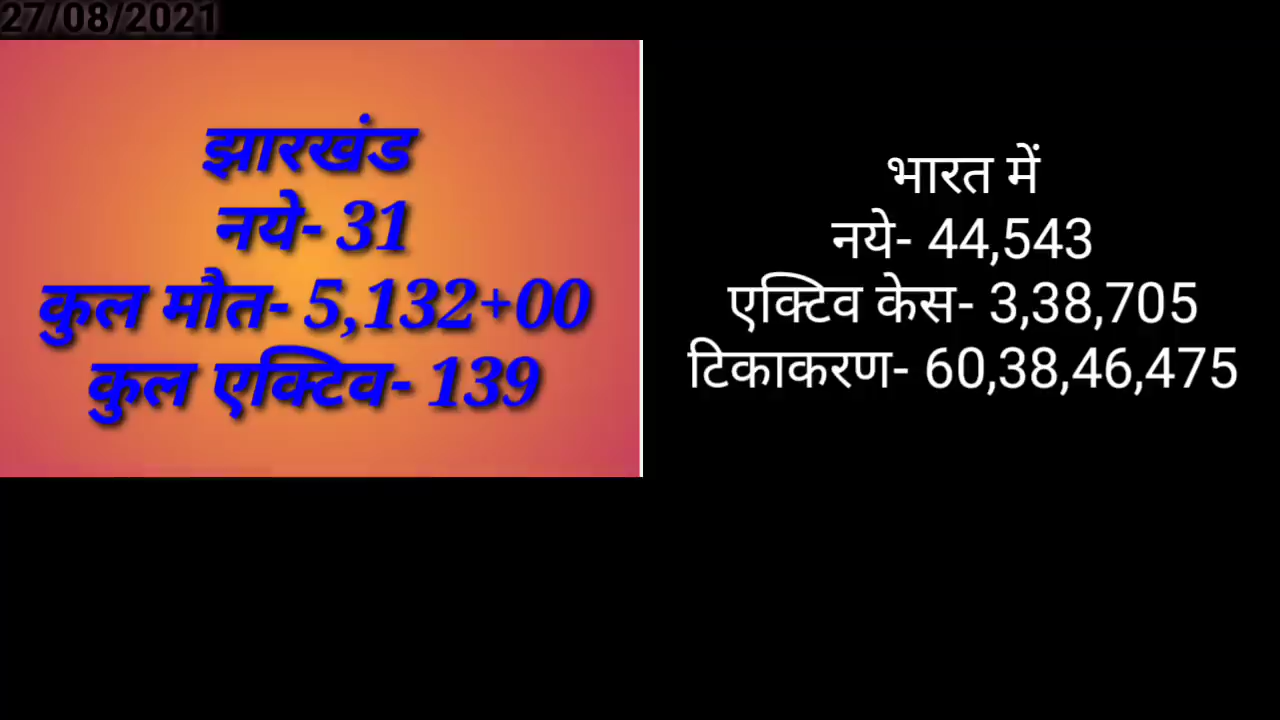 27/08/2021
झारखंड
नये- 31
कुल मौत- 5,132+00
कुल एक्टिव- 139
भारत में
नये- 44,543
एक्टिव केस- 3,38,705
टिकाकरण- 60,38,46,475